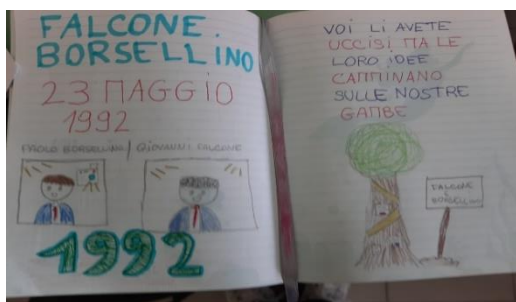 FALCONE.
BORSELLINO
23 MAGGIO
1992
PAOLO BORSELLINO / GIOVANNI FALCONE
1992
VOI LI AVETE
UCCISI MA LE
LORO IDEE
CAMMINANO
SULLE NOSTRE
GAMBE
FALCONE
BORSELLINO